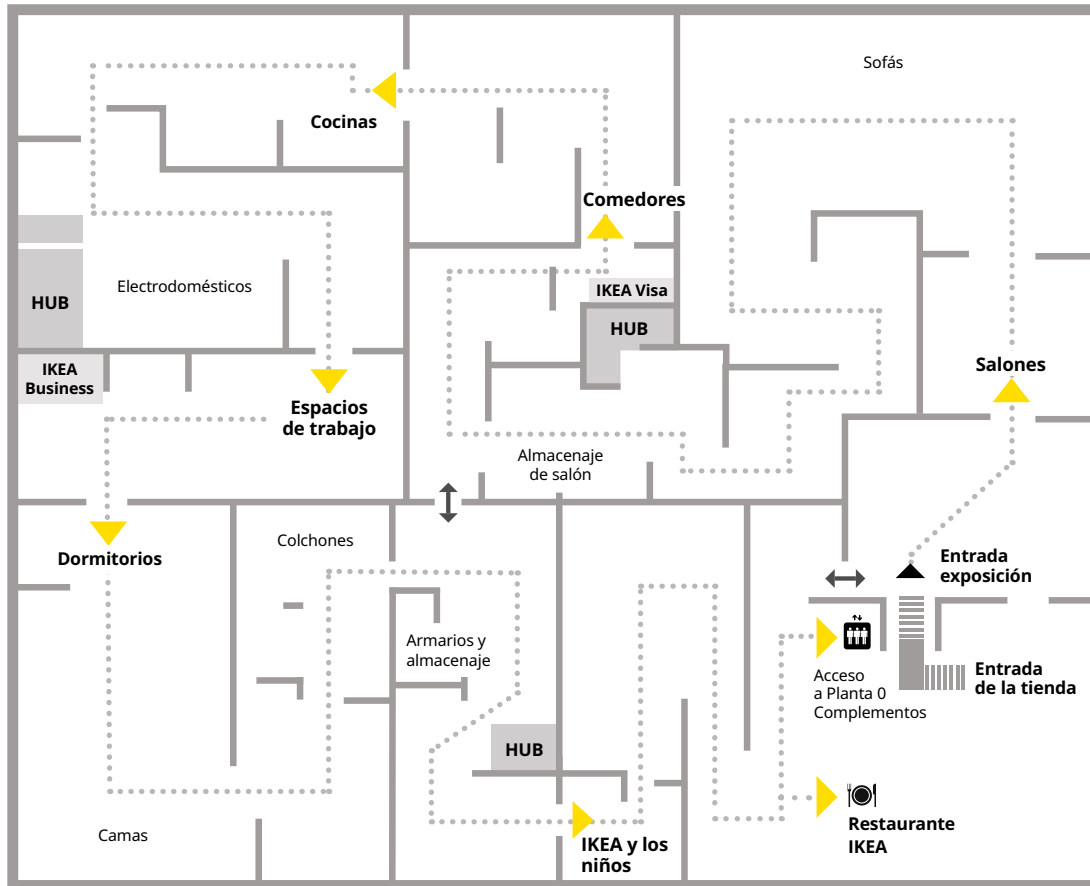 Sofás
Cocinas
Comedores
Electrodomésticos
IKEA Visa
HUB
HUB
IKEA
Business
Salones
Espacios
de trabajo
Almacenaje
de salón
Colchones
Dormitorios
Entrada
exposición
Armarios y
almacenaje
Acceso
a Planta 0
Complementos
Entrada
de la tienda
HUB
Camas
IKEA y los
niños
Restaurante
IKEA